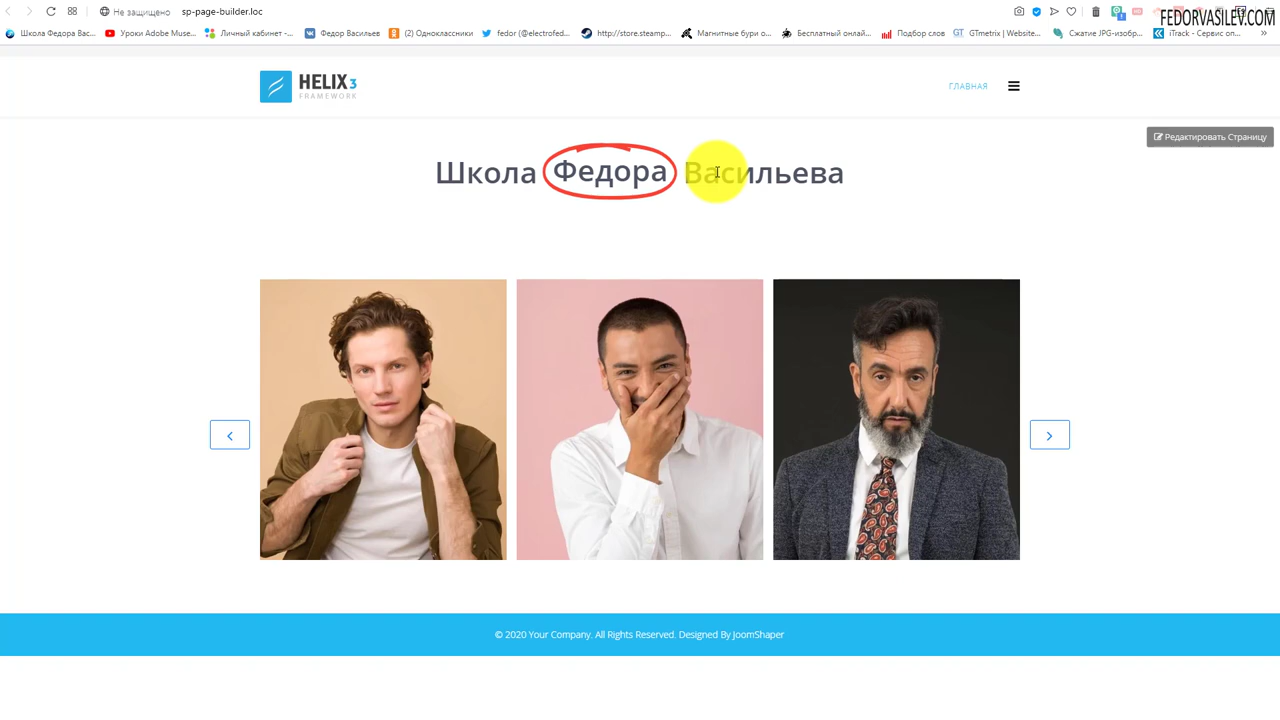 Не защищено sp-page-builder.loc
FEDORVASILEV.COM
Школа Федора Вас... Уроки Adobe Muse... Личный кабинет -... Федор Васильев (2) Одноклассники fedor (@electrofed... http://store.steamp... Магнитные бури о... Бесплатный онлай... Подбор слов GTmetrix | Website... Сжатие JPG-изобр... iTrack - Сервис оп...
HELIX3
FRAMEWORK
ГЛАВНАЯ
Редактировать Страницу
Школа Федора Васильева
© 2020 Your Company. All Rights Reserved. Designed By JoomShaper